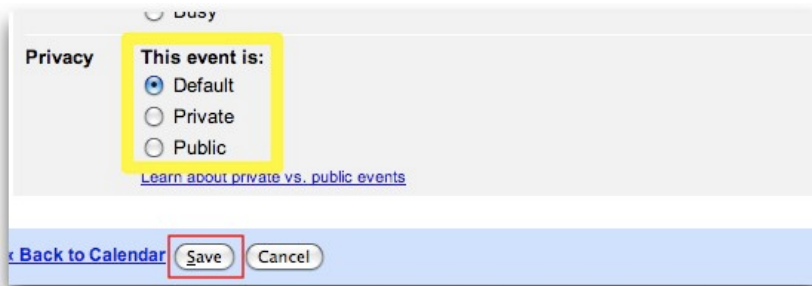 Busy
Privacy This event is:
Default
Private
Public
Learn about private vs. public events
‹ Back to Calendar Save Cancel